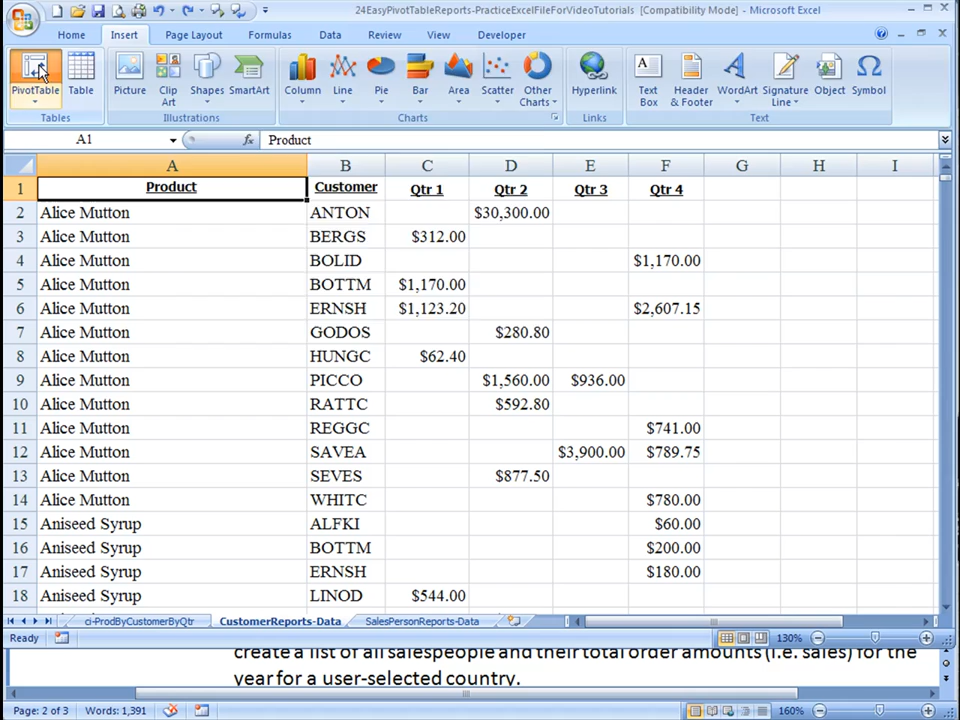 24EasyPivotTableReports-PracticeExcelFileForVideoTutorials [Compatibility Mode] - Microsoft Excel
Home Insert Page Layout Formulas Data Review View Developer
PivotTable Table Picture Clip Art Shapes SmartArt Column Line Pie Bar Area Scatter Other Charts Hyperlink Text Box Header & Footer WordArt Signature Line Object Symbol
Tables Illustrations Charts Links Text
A1 fx Product
A B C D E F G H I
1 Product Customer Qtr 1 Qtr 2 Qtr 3 Qtr 4
2 Alice Mutton ANTON $30,300.00
3 Alice Mutton BERGS $312.00
4 Alice Mutton BOLID $1,170.00
5 Alice Mutton BOTTM $1,170.00
6 Alice Mutton ERNSH $1,123.20 $2,607.15
7 Alice Mutton GODOS $280.80
8 Alice Mutton HUNGC $62.40
9 Alice Mutton PICCO $1,560.00 $936.00
10 Alice Mutton RATTC $592.80
11 Alice Mutton REGGC $741.00
12 Alice Mutton SAVEA $3,900.00 $789.75
13 Alice Mutton SEVES $877.50
14 Alice Mutton WHITC $780.00
15 Aniseed Syrup ALFKI $60.00
16 Aniseed Syrup BOTTM $200.00
17 Aniseed Syrup ERNSH $180.00
18 Aniseed Syrup LINOD $544.00
ci-ProdByCustomerByQtr CustomerReports-Data SalesPersonReports-Data
Ready 130%
create a list of all salespeople and their total order amounts (i.e. sales) for the
year for a user-selected country.
Page: 2 of 3 Words: 1,391 160%